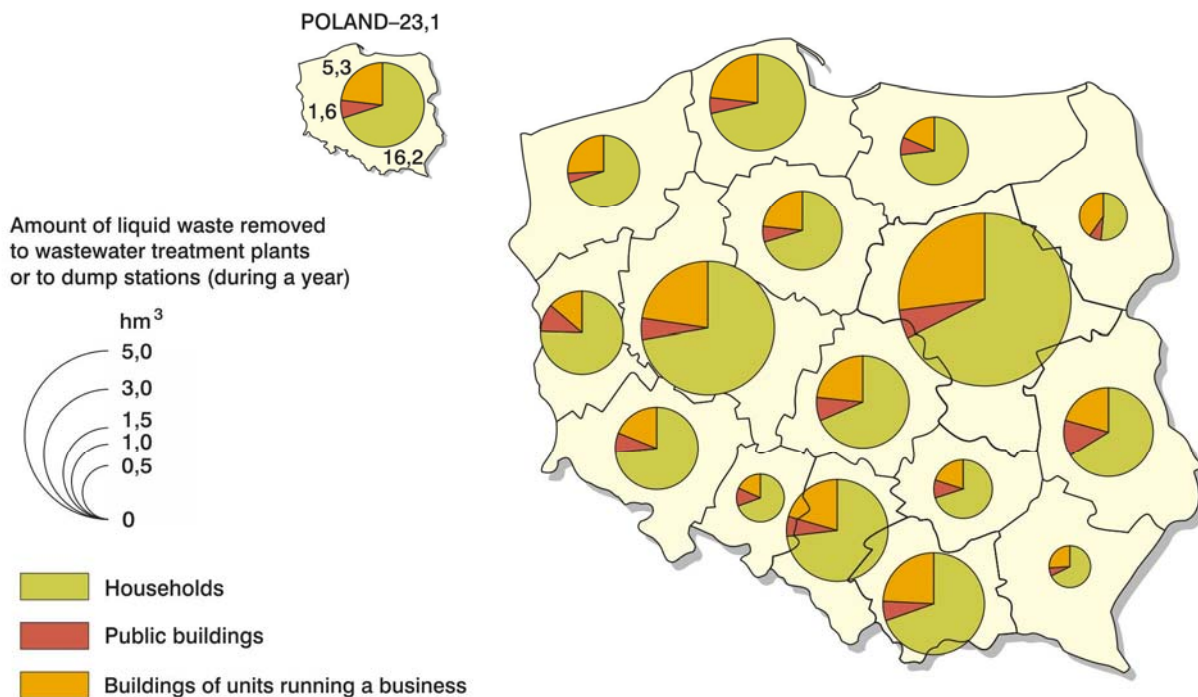 POLAND–23,1
5,3
1,6
16,2
Amount of liquid waste removed
to wastewater treatment plants
or to dump stations (during a year)
hm³
5,0
3,0
1,5
1,0
0,5
0
Households
Public buildings
Buildings of units running a business